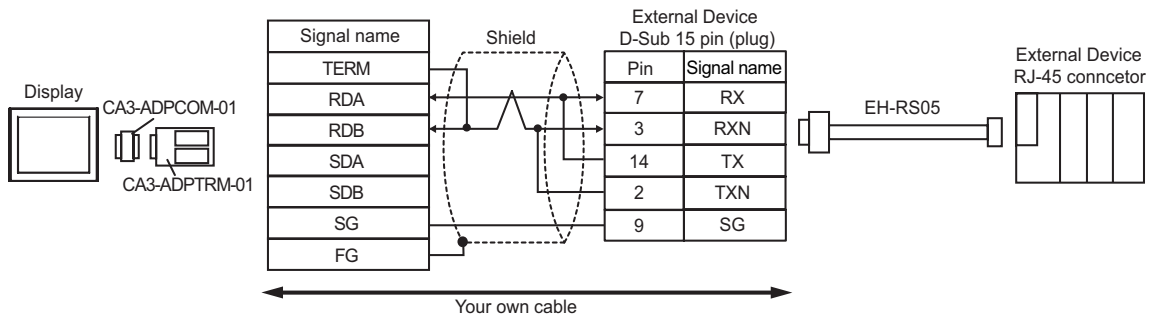 Display
CA3-ADPCOM-01
CA3-ADPTRM-01
Signal name
TERM
RDA
RDB
SDA
SDB
SG
FG
Shield
External Device
D-Sub 15 pin (plug)
Pin Signal name
7 RX
3 RXN
14 TX
2 TXN
9 SG
EH-RS05
External Device
RJ-45 conncetor
Your own cable